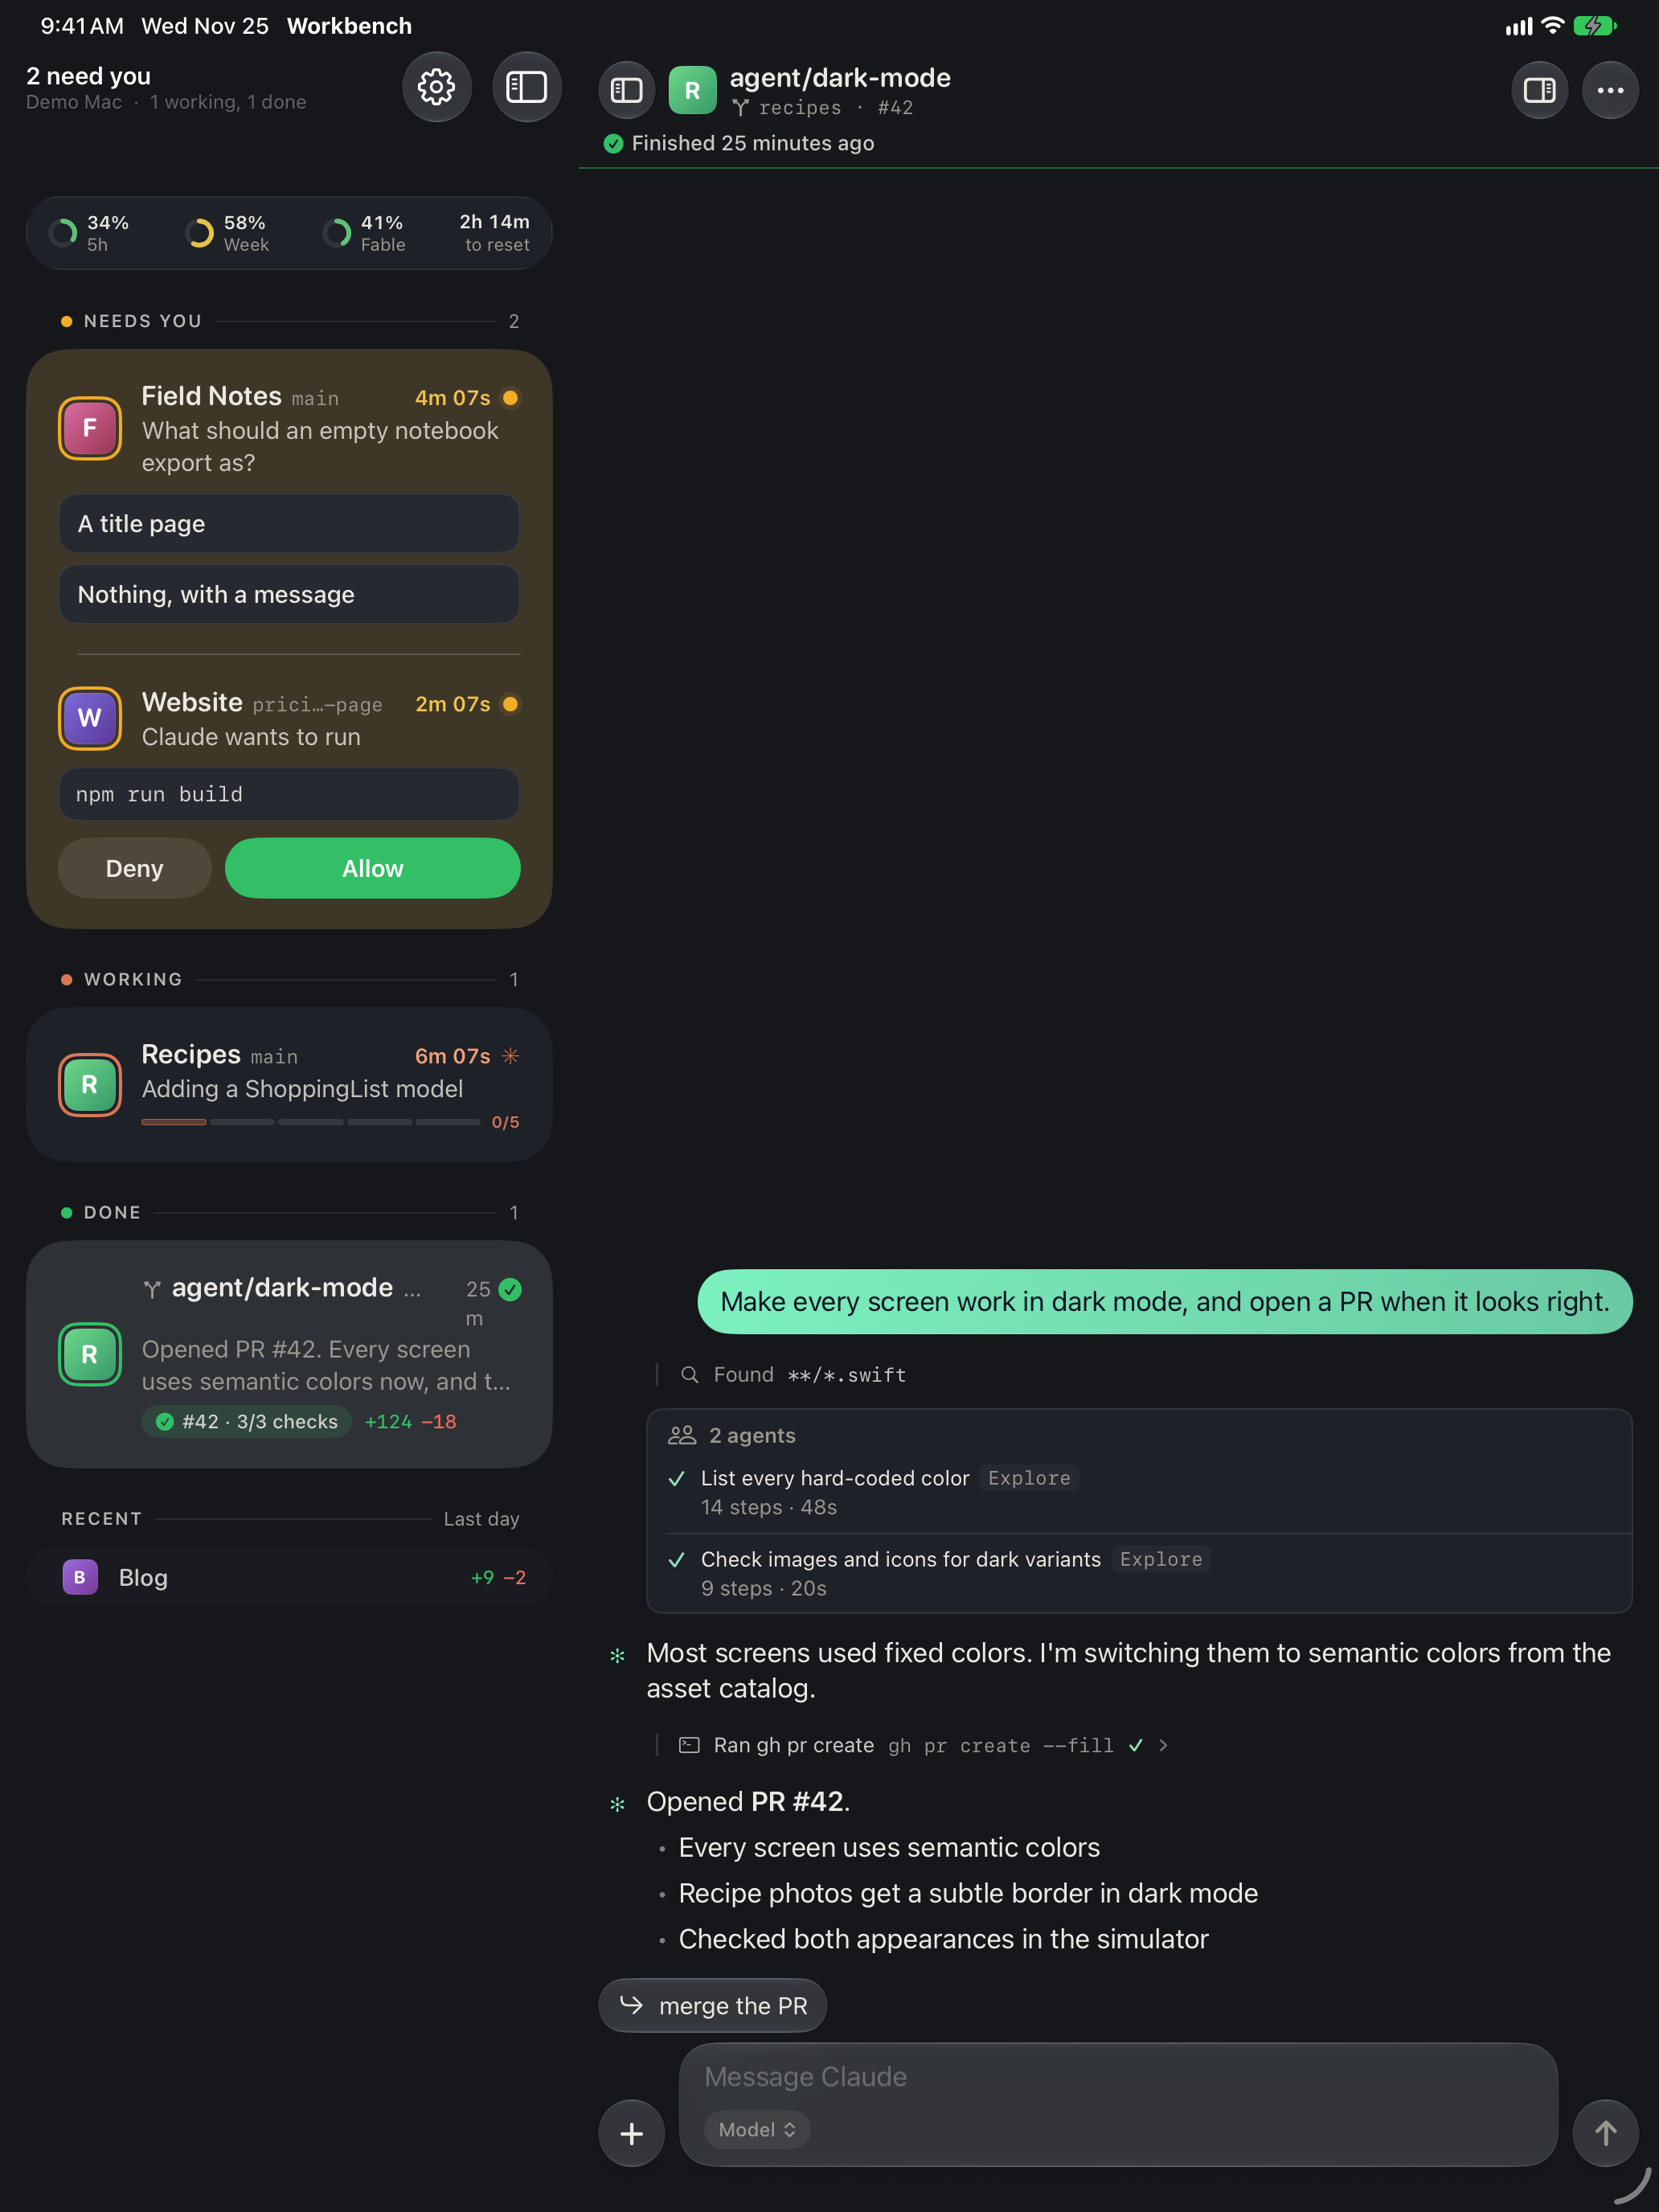 9:41 AM Wed Nov 25 Workbench
2 need you
Demo Mac · 1 working, 1 done
34%
5h
58%
Week
41%
Fable
2h 14m
to reset
NEEDS YOU 2
F
Field Notes main 4m 07s
What should an empty notebook
export as?
A title page
Nothing, with a message
W
Website prici…-page 2m 07s
Claude wants to run
npm run build
Deny
Allow
WORKING 1
R
Recipes main 6m 07s
Adding a ShoppingList model
0/5
DONE 1
agent/dark-mode … 25
m
R
Opened PR #42. Every screen
uses semantic colors now, and t…
#42 · 3/3 checks +124 −18
RECENT Last day
B Blog +9 −2
R
agent/dark-mode
recipes · #42
Finished 25 minutes ago
Make every screen work in dark mode, and open a PR when it looks right.
Found **/*.swift
2 agents
List every hard-coded color Explore
14 steps · 48s
Check images and icons for dark variants Explore
9 steps · 20s
Most screens used fixed colors. I'm switching them to semantic colors from the
asset catalog.
Ran gh pr create gh pr create --fill
Opened PR #42.
• Every screen uses semantic colors
• Recipe photos get a subtle border in dark mode
• Checked both appearances in the simulator
merge the PR
Message Claude
Model